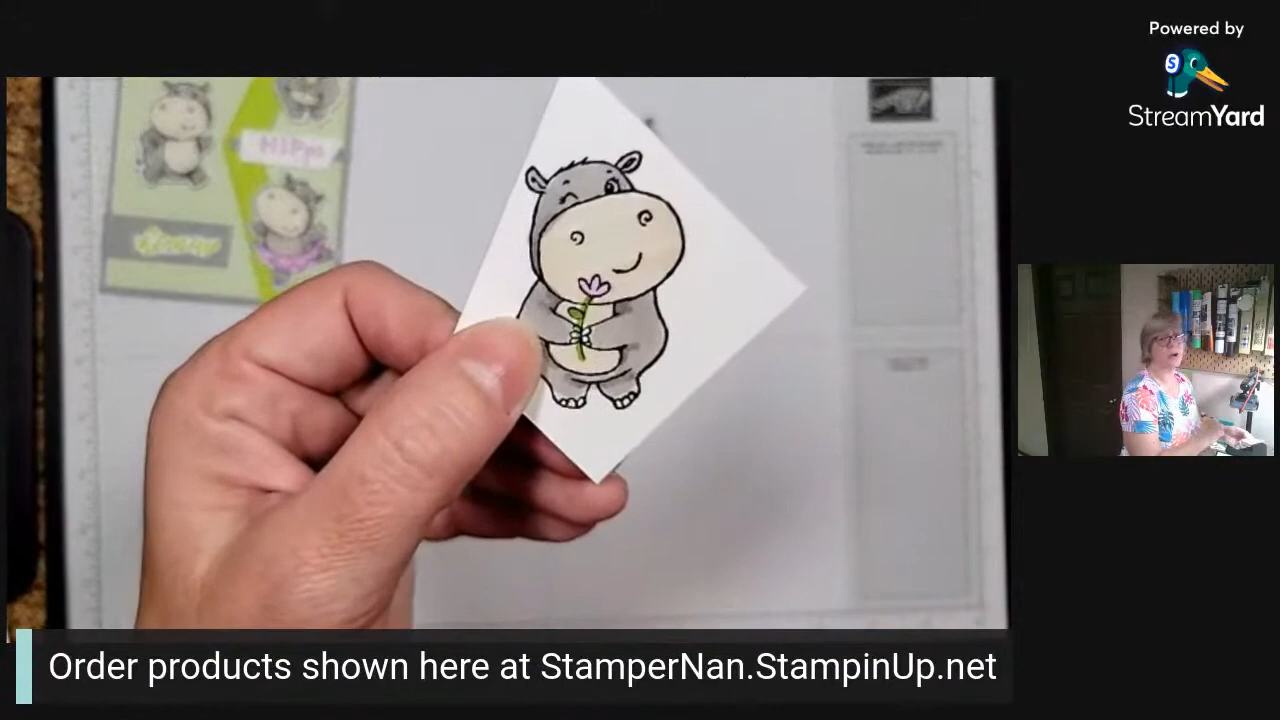 Powered by
S
StreamYard
HIPpo
Order products shown here at StamperNan.StampinUp.net